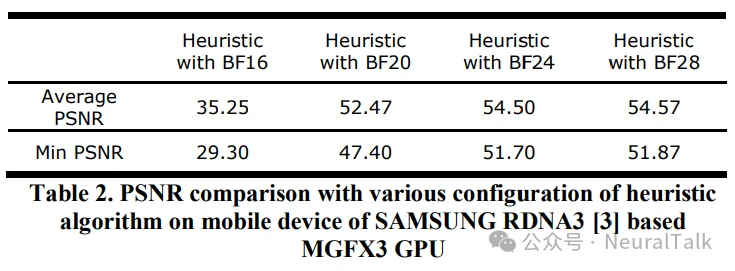 Heuristic with BF16 Heuristic with BF20 Heuristic with BF24 Heuristic with BF28
Average PSNR 35.25 52.47 54.50 54.57
Min PSNR 29.30 47.40 51.70 51.87
Table 2. PSNR comparison with various configuration of heuristic
algorithm on mobile device of SAMSUNG RDNA3 [3] based
MGFX3 GPU
公众号 · NeuralTalk